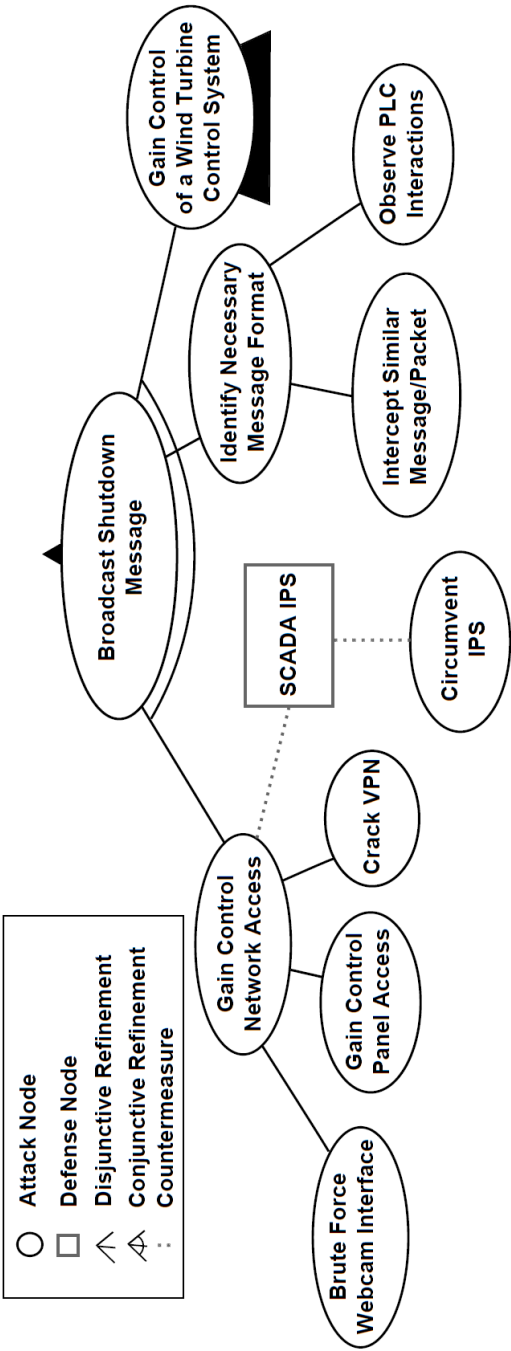 Attack Node
Defense Node
Disjunctive Refinement
Conjunctive Refinement
Countermeasure
Broadcast Shutdown
Message
Gain Control
Network Access
Identify Necessary
Message Format
Gain Control
of a Wind Turbine
Control System
SCADA IPS
Brute Force
Webcam Interface
Gain Control
Panel Access
Crack VPN
Circumvent
IPS
Intercept Similar
Message/Packet
Observe PLC
Interactions